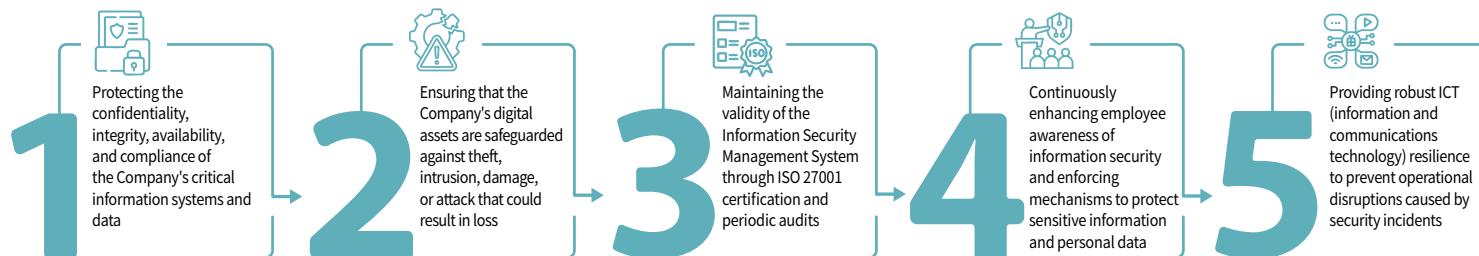 1
Protecting the
confidentiality,
integrity, availability,
and compliance of
the Company's critical
information systems and
data
2
Ensuring that the
Company's digital
assets are safeguarded
against theft,
intrusion, damage,
or attack that could
result in loss
3
ISO
Maintaining the
validity of the
Information Security
Management System
through ISO 27001
certification and
periodic audits
4
Continuously
enhancing employee
awareness of
information security
and enforcing
mechanisms to protect
sensitive information
and personal data
5
Providing robust ICT
(information and
communications
technology) resilience
to prevent operational
disruptions caused by
security incidents